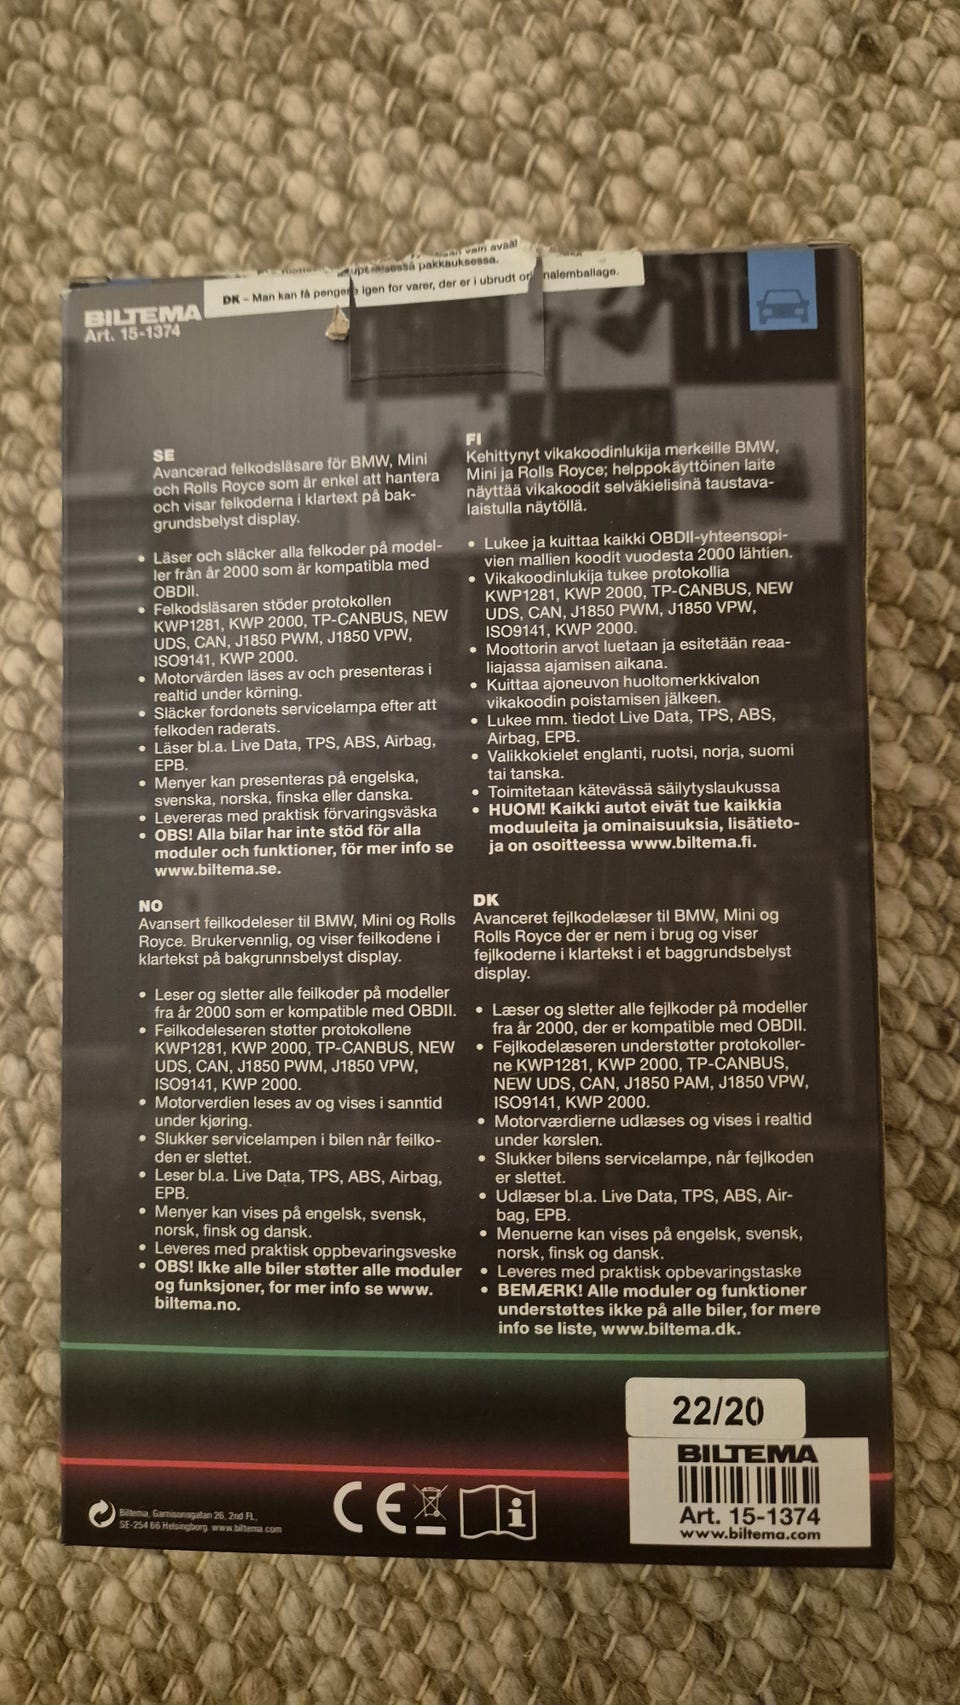 vain avaa!
pakkauksessa.
DK – Man kan få penge igen for varer, der er i ubrudt
BILTEMA
Art. 15-1374
SE
Avancerad felkodsläsare för BMW, Mini
och Rolls Royce som är enkel att hantera
och visar felkoderna i klartext på bak-
grundsbelyst display.
• Läser och släcker alla felkoder på model-
ler från år 2000 som är kompatibla med
OBDII.
• Felkodsläsaren stöder protokollen
KWP1281, KWP 2000, TP-CANBUS, NEW
UDS, CAN, J1850 PWM, J1850 VPW,
ISO9141, KWP 2000.
• Motorvärden läses av och presenteras i
realtid under körning.
• Släcker fordonets servicelampa efter att
felkoden raderats.
• Läser bl.a. Live Data, TPS, ABS, Airbag,
EPB.
• Menyer kan presenteras på engelska,
svenska, norska, finska eller danska.
• Levereras med praktisk förvaringsväska
• OBS! Alla bilar har inte stöd för alla
moduler och funktioner, för mer info se
www.biltema.se.
FI
Kehittynyt vikakoodinlukija merkeille BMW,
Mini ja Rolls Royce; helppokäyttöinen laite
näyttää vikakoodit selväkielisinä taustava-
laistulla näytöllä.
• Lukee ja kuittaa kaikki OBDII-yhteensopi-
vien mallien koodit vuodesta 2000 lähtien.
• Vikakoodinlukija tukee protokollia
KWP1281, KWP 2000, TP-CANBUS, NEW
UDS, CAN, J1850 PWM, J1850 VPW,
ISO9141, KWP 2000.
• Moottorin arvot luetaan ja esitetään reaa-
liajassa ajamisen aikana.
• Kuittaa ajoneuvon huoltomerkkivalon
vikakoodin poistamisen jälkeen.
• Lukee mm. tiedot Live Data, TPS, ABS,
Airbag, EPB.
• Valikkokielet englanti, ruotsi, norja, suomi
tai tanska.
• Toimitetaan kätevässä säilytyslaukussa
• HUOM! Kaikki autot eivät tue kaikkia
moduuleita ja ominaisuuksia, lisätieto-
ja on osoitteessa www.biltema.fi.
NO
Avansert feilkodeleser til BMW, Mini og Rolls
Royce. Brukervennlig, og viser feilkodene i
klartekst på bakgrunnsbelyst display.
• Leser og sletter alle feilkoder på modeller
fra år 2000 som er kompatible med OBDII.
• Feilkodeleseren støtter protokollene
KWP1281, KWP 2000, TP-CANBUS, NEW
UDS, CAN, J1850 PWM, J1850 VPW,
ISO9141, KWP 2000.
• Motorverdien leses av og vises i sanntid
under kjøring.
• Slukker servicelampen i bilen når feilko-
den er slettet.
• Leser bl.a. Live Data, TPS, ABS, Airbag,
EPB.
• Menyer kan vises på engelsk, svensk,
norsk, finsk og dansk.
• Leveres med praktisk oppbevaringsveske
• OBS! Ikke alle biler støtter alle moduler
og funksjoner, for mer info se www.
biltema.no.
DK
Avanceret fejlkodelæser til BMW, Mini og
Rolls Royce der er nem i brug og viser
fejlkoderne i klartekst i et baggrundsbelyst
display.
• Læser og sletter alle fejlkoder på modeller
fra år 2000, der er kompatible med OBDII.
• Fejlkodelæseren understøtter protokoller-
ne KWP1281, KWP 2000, TP-CANBUS,
NEW UDS, CAN, J1850 PAM, J1850 VPW,
ISO9141, KWP 2000.
• Motorværdierne udlæses og vises i realtid
under kørslen.
• Slukker bilens servicelampe, når fejlkoden
er slettet.
• Udlæser bl.a. Live Data, TPS, ABS, Air-
bag, EPB.
• Menuerne kan vises på engelsk, svensk,
norsk, finsk og dansk.
• Leveres med praktisk opbevaringstaske
• BEMÆRK! Alle moduler og funktioner
understøttes ikke på alle biler, for mere
info se liste, www.biltema.dk.
22/20
BILTEMA
Art. 15-1374
www.biltema.com
Biltema, Garnisonsgatan 26, 2nd FL,
SE-254 66 Helsingborg www.biltema.com
CE
i